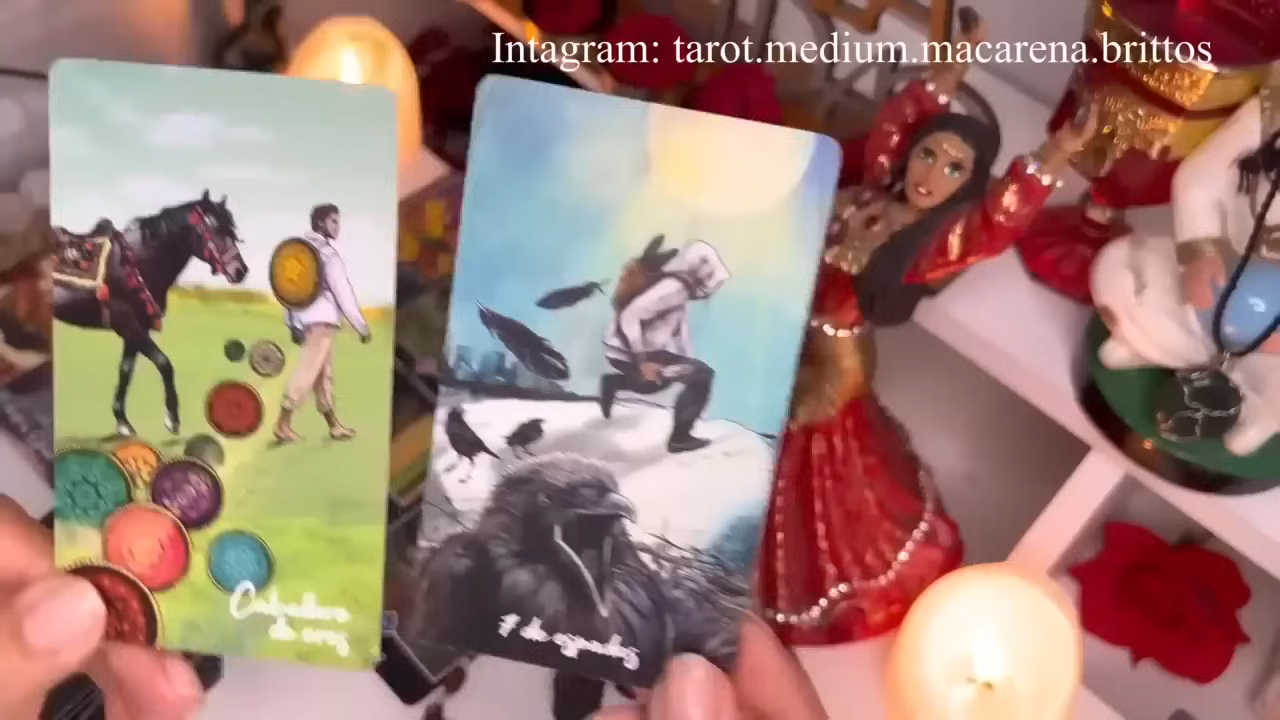 Intagram: tarot.medium.macarena.brittos
Caballero
de oros
7 de espadas